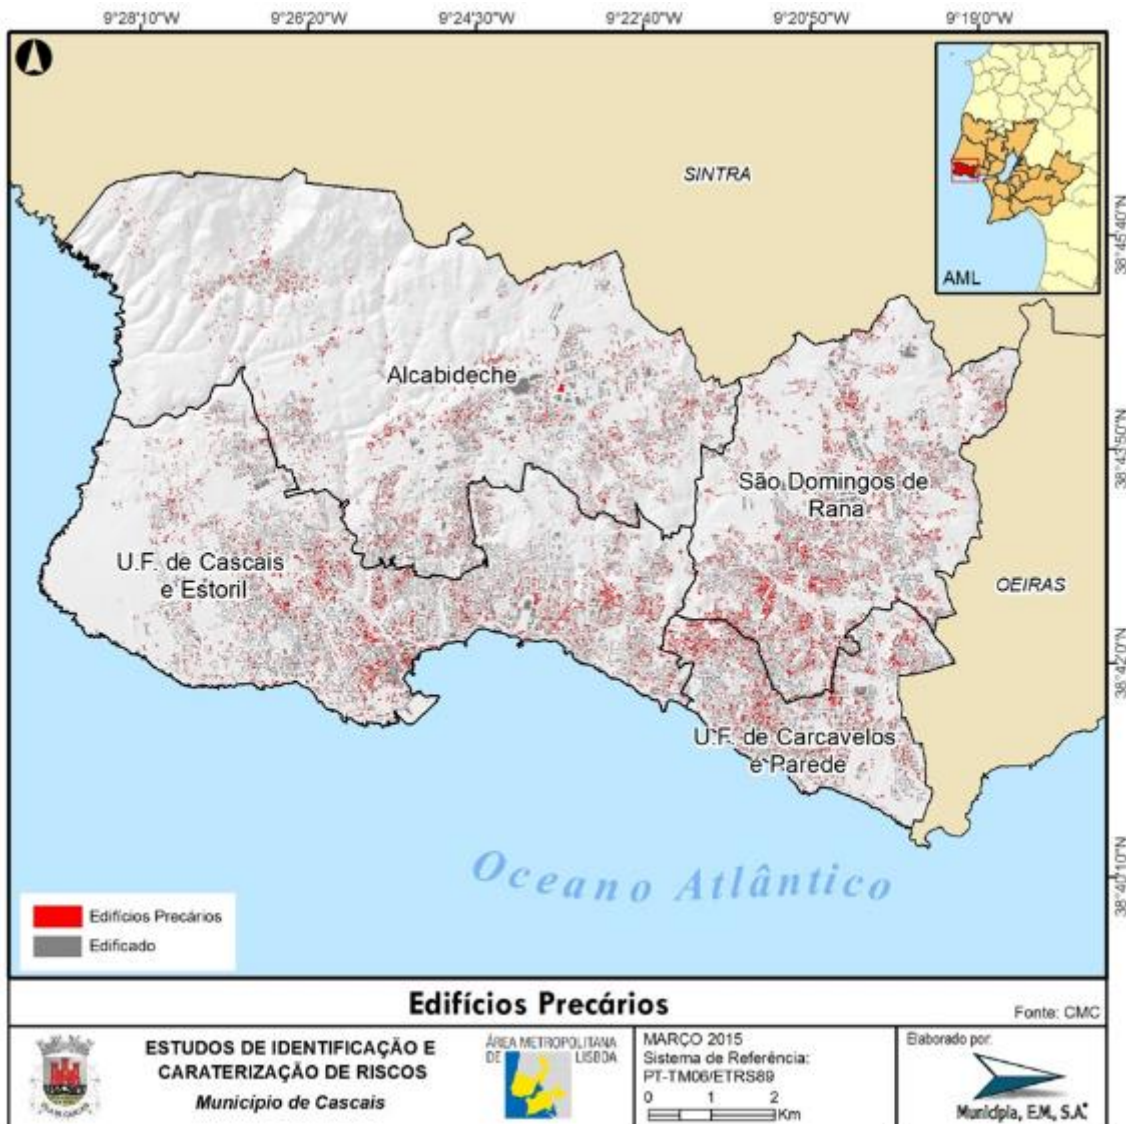 9°28'10"W 9°26'20"W 9°24'30"W 9°22'40"W 9°20'50"W 9°19'0"W
SINTRA
AML
38°45'40"N
Alcabideche
38°43'50"N
São Domingos de
Rana
U.F. de Cascais
e Estoril
OEIRAS
38°42'0"N
U.F. de Carcavelos
e Parede
Oceano Atlântico
38°40'10"N
Edifícios Precários
Edificado
Edifícios Precários
Fonte: CMC
ESTUDOS DE IDENTIFICAÇÃO E
CARATERIZAÇÃO DE RISCOS
Município de Cascais
ÁREA METROPOLITANA
DE LISBOA
MARÇO 2015
Sistema de Referência:
PT-TM06/ETRS89
0 1 2
Km
Elaborado por:
Municípia, E.M., S.A.